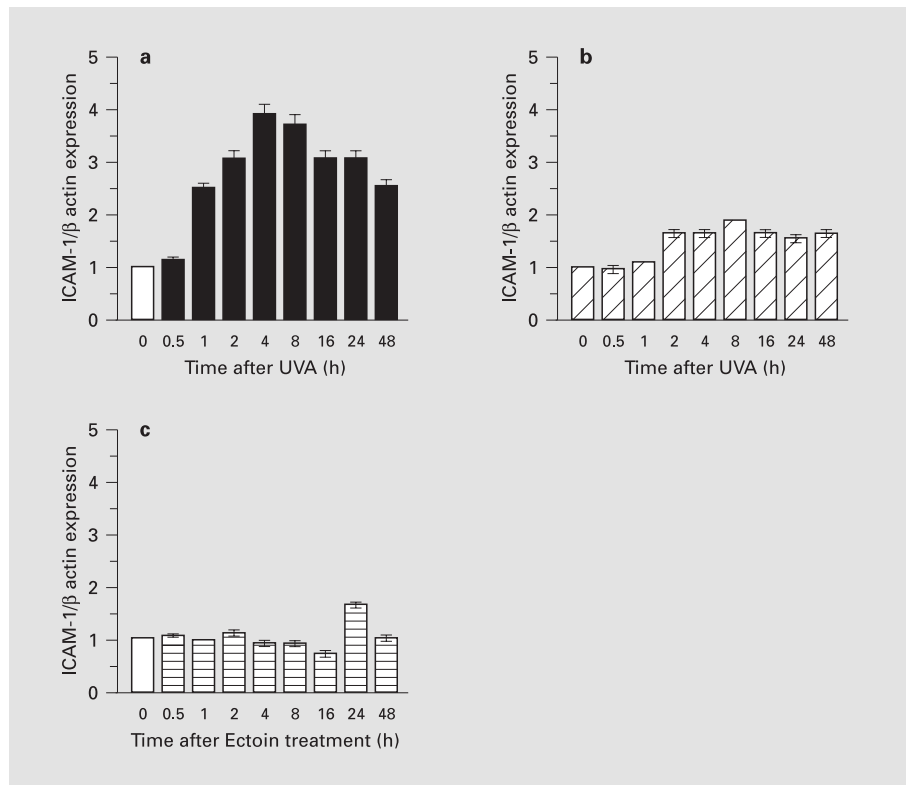 a
ICAM-1/β actin expression
5
4
3
2
1
0
0 0.5 1 2 4 8 16 24 48
Time after UVA (h)
b
ICAM-1/β actin expression
5
4
3
2
1
0
0 0.5 1 2 4 8 16 24 48
Time after UVA (h)
c
ICAM-1/β actin expression
5
4
3
2
1
0
0 0.5 1 2 4 8 16 24 48
Time after Ectoin treatment (h)